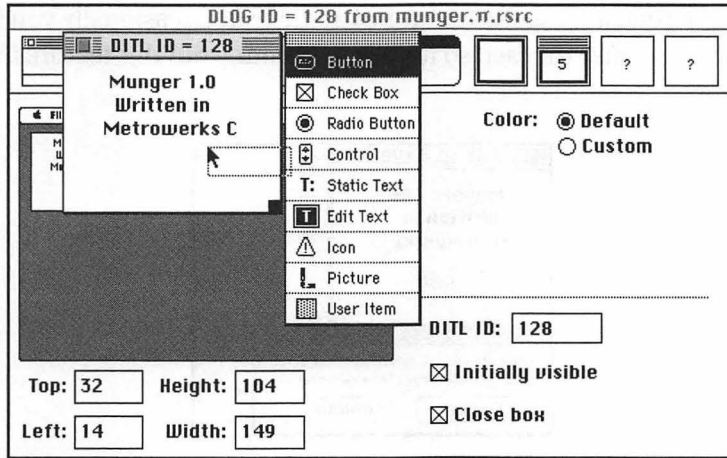 DLOG ID = 128 from munger.π.rsrc
DITL ID = 128
Munger 1.0
Written in
Metrowerks C
Button
Check Box
Radio Button
Control
T: Static Text
T Edit Text
Icon
Picture
User Item
5
?
?
Color: Default
Custom
DITL ID: 128
Initially visible
Close box
Top: 32 Height: 104
Left: 14 Width: 149